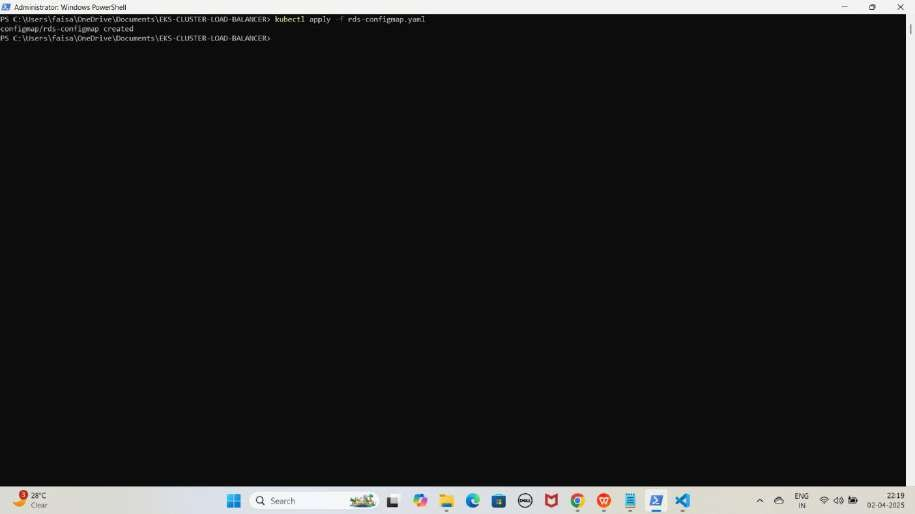 Administrator: Windows PowerShell
PS C:\Users\faisa\OneDrive\Documents\EKS-CLUSTER-LOAD-BALANCER> kubectl apply -f rds-configmap.yaml
configmap/rds-configmap created
PS C:\Users\faisa\OneDrive\Documents\EKS-CLUSTER-LOAD-BALANCER>
3
28°C
Clear
Search
DELL
W
ENG
IN
22:19
02-04-2025